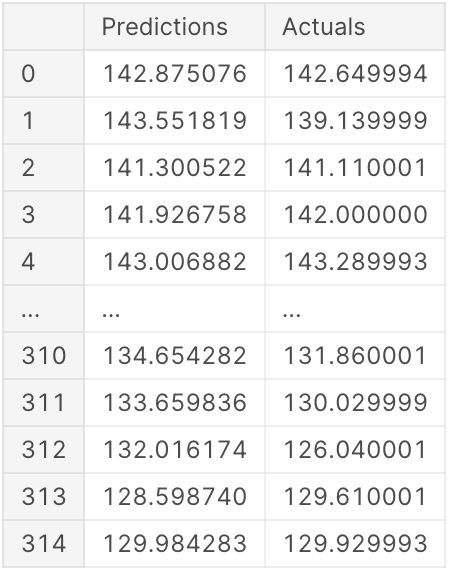 Predictions Actuals
0 142.875076 142.649994
1 143.551819 139.139999
2 141.300522 141.110001
3 141.926758 142.000000
4 143.006882 143.289993
... ... ...
310 134.654282 131.860001
311 133.659836 130.029999
312 132.016174 126.040001
313 128.598740 129.610001
314 129.984283 129.929993